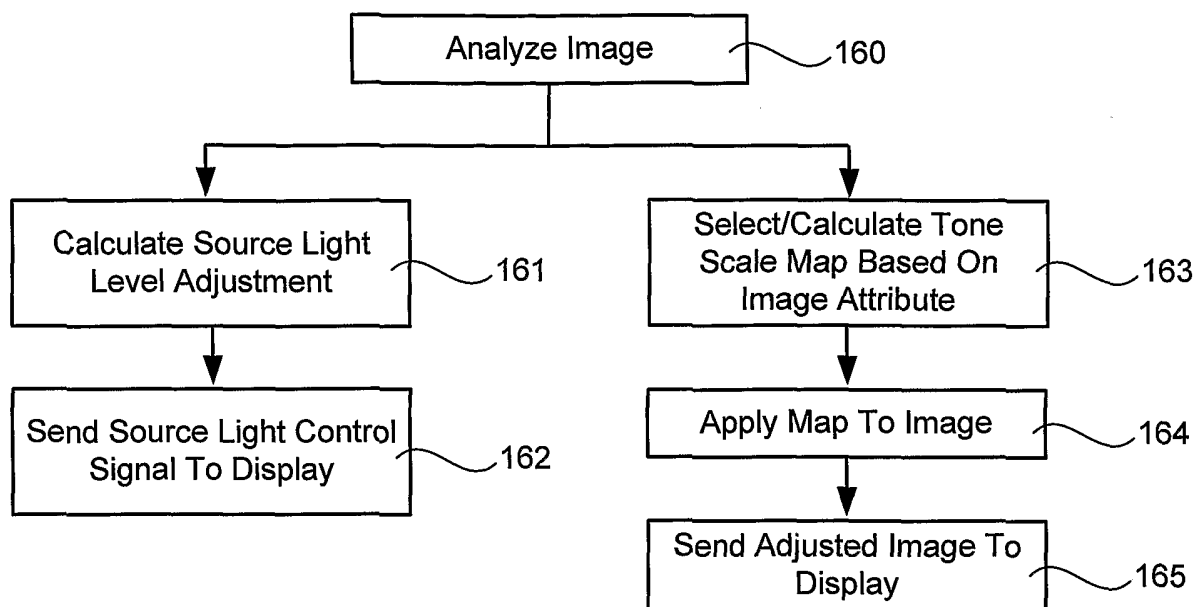 Analyze Image
160
Calculate Source Light
Level Adjustment
161
Send Source Light Control
Signal To Display
162
Select/Calculate Tone
Scale Map Based On
Image Attribute
163
Apply Map To Image
164
Send Adjusted Image To
Display
165